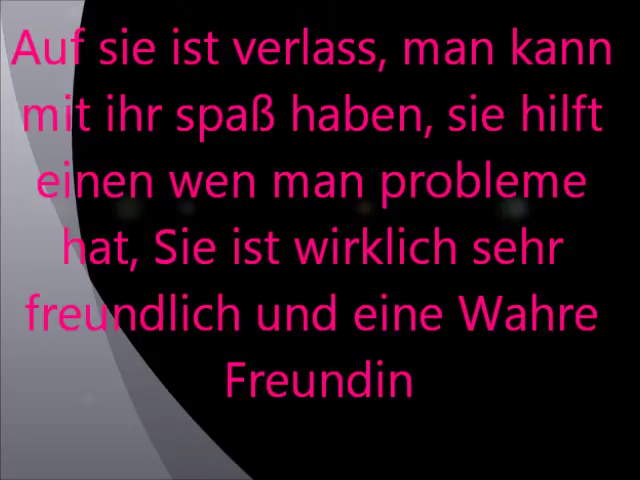 Auf sie ist verlass, man kann
mit ihr spaß haben, sie hilft
einen wen man probleme
hat, Sie ist wirklich sehr
freundlich und eine Wahre
Freundin